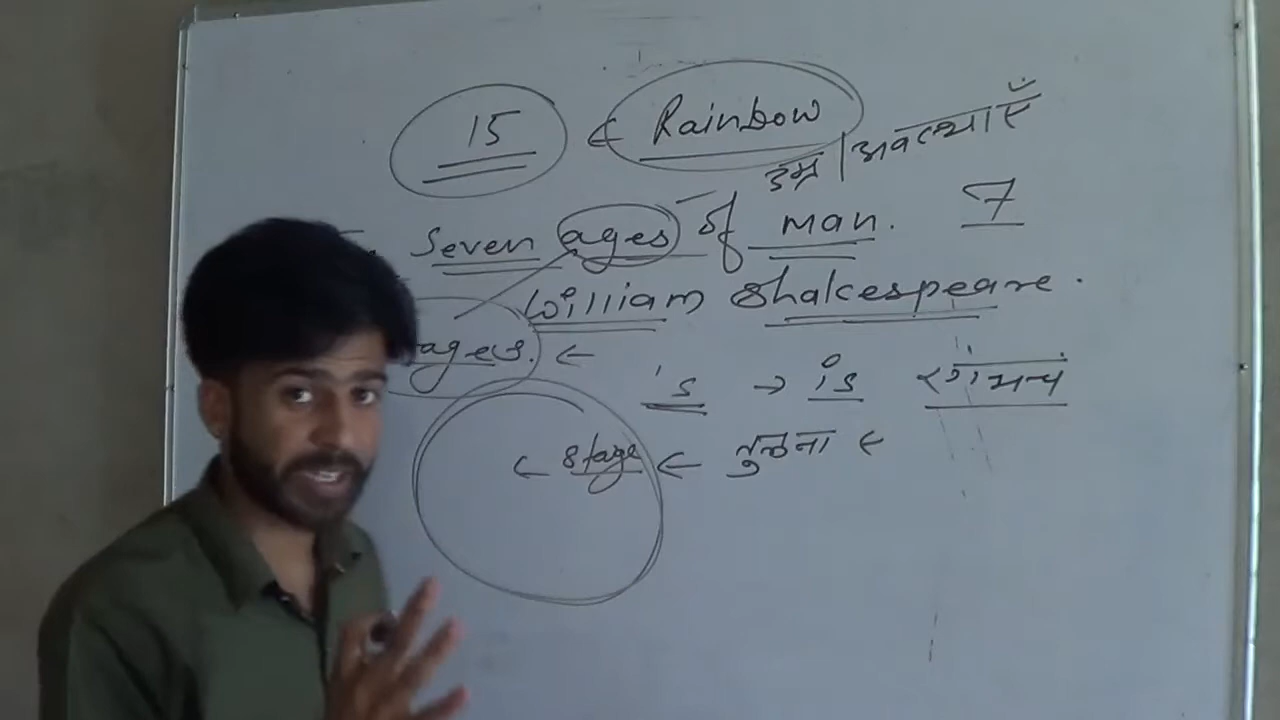 15 ← Rainbow
उम्र | अवस्थाएँ
Seven ages of man. 7
William Shakespeare.
ages. ←
's → is रंगमंच
← stage ← तुलना ←